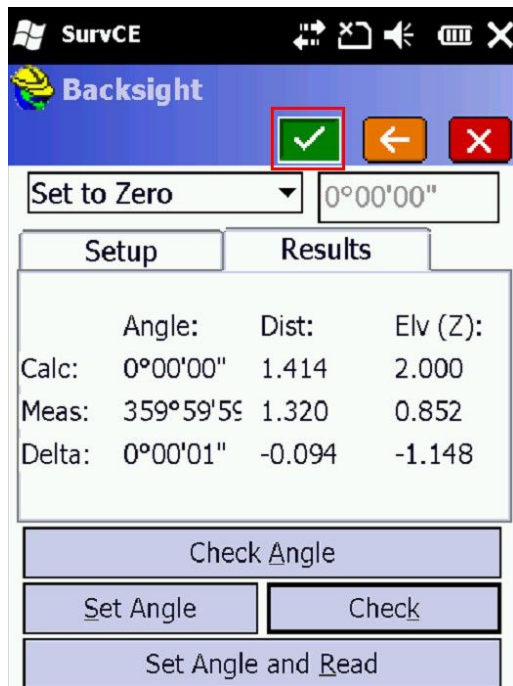 SurvCE
Backsight
Set to Zero 0°00'00"
Setup Results
Angle: Dist: Elv (Z):
Calc: 0°00'00" 1.414 2.000
Meas: 359°59'59 1.320 0.852
Delta: 0°00'01" -0.094 -1.148
Check Angle
Set Angle Check
Set Angle and Read